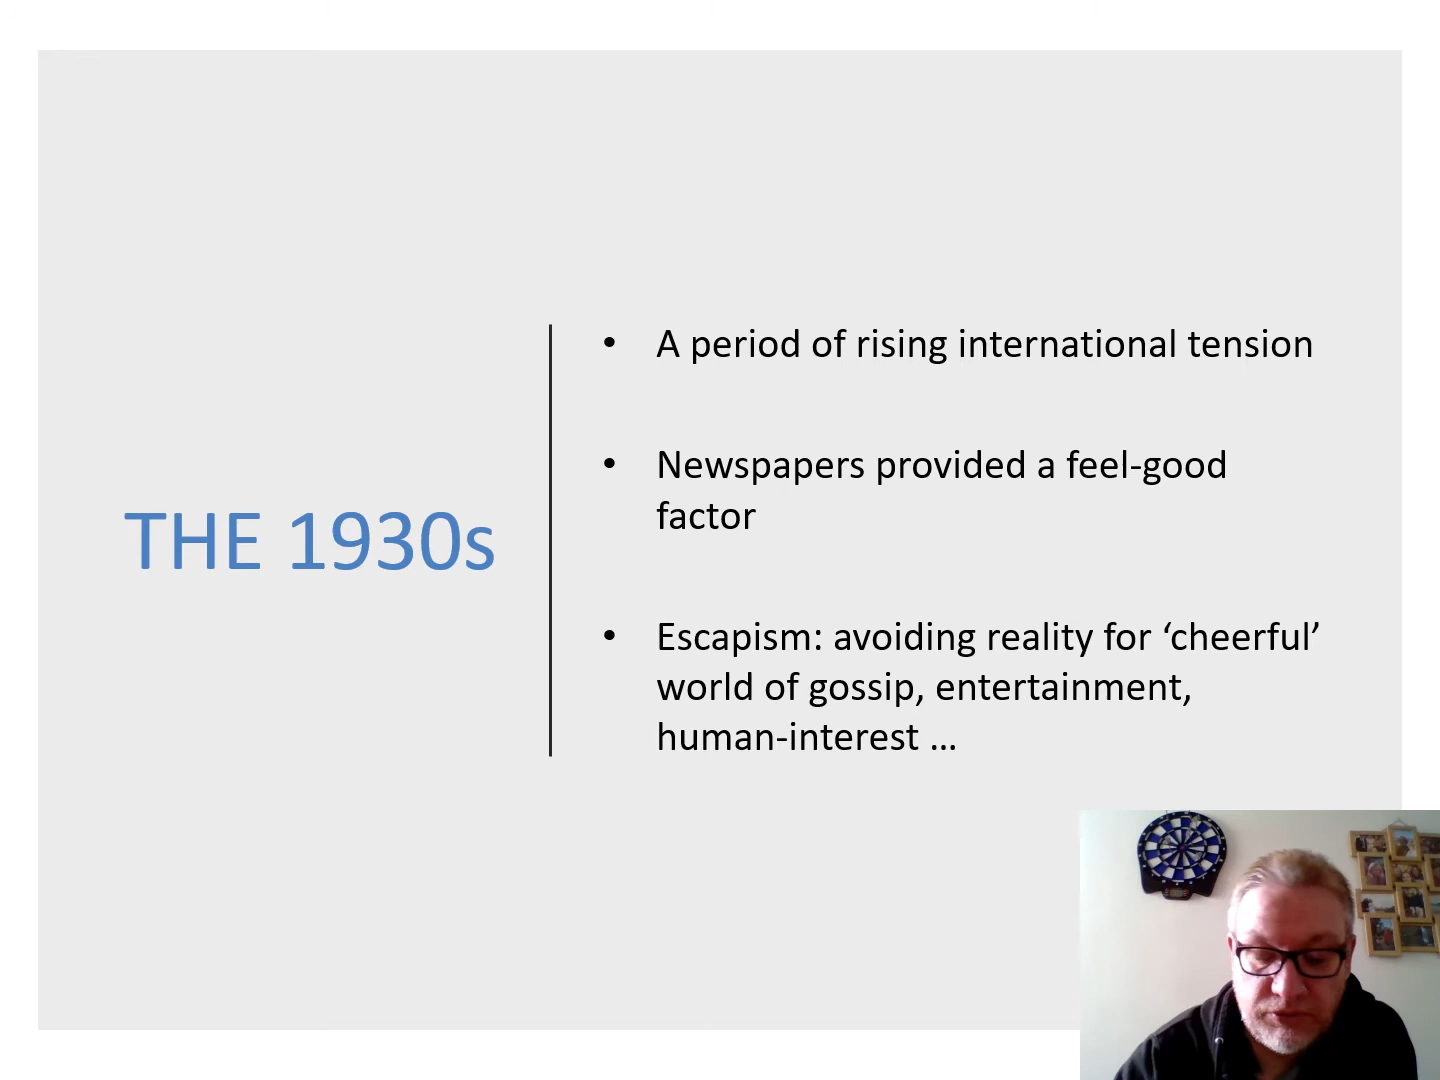 THE 1930s
• A period of rising international tension
• Newspapers provided a feel-good
factor
• Escapism: avoiding reality for ‘cheerful’
world of gossip, entertainment,
human-interest …